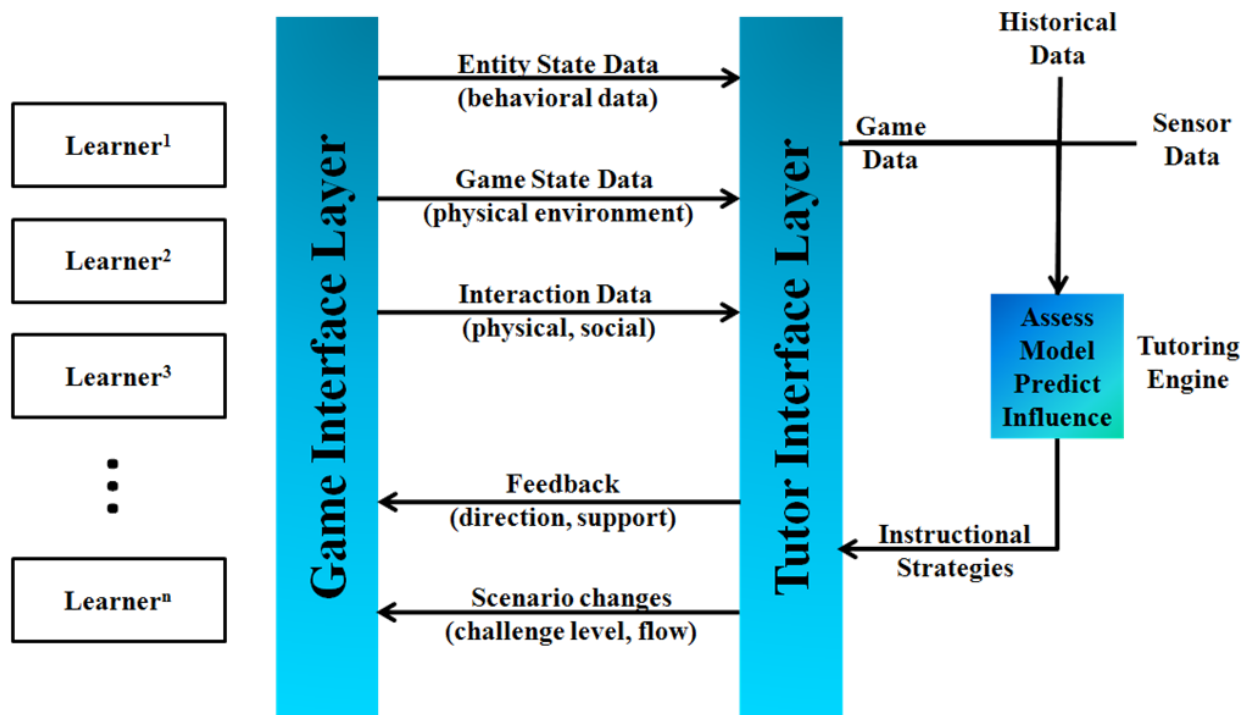 Learner¹
Learner²
Learner³
Learnerⁿ
Game Interface Layer
Entity State Data
(behavioral data)
Game State Data
(physical environment)
Interaction Data
(physical, social)
Feedback
(direction, support)
Scenario changes
(challenge level, flow)
Tutor Interface Layer
Historical
Data
Game
Data
Sensor
Data
Assess
Model
Predict
Influence
Tutoring
Engine
Instructional
Strategies